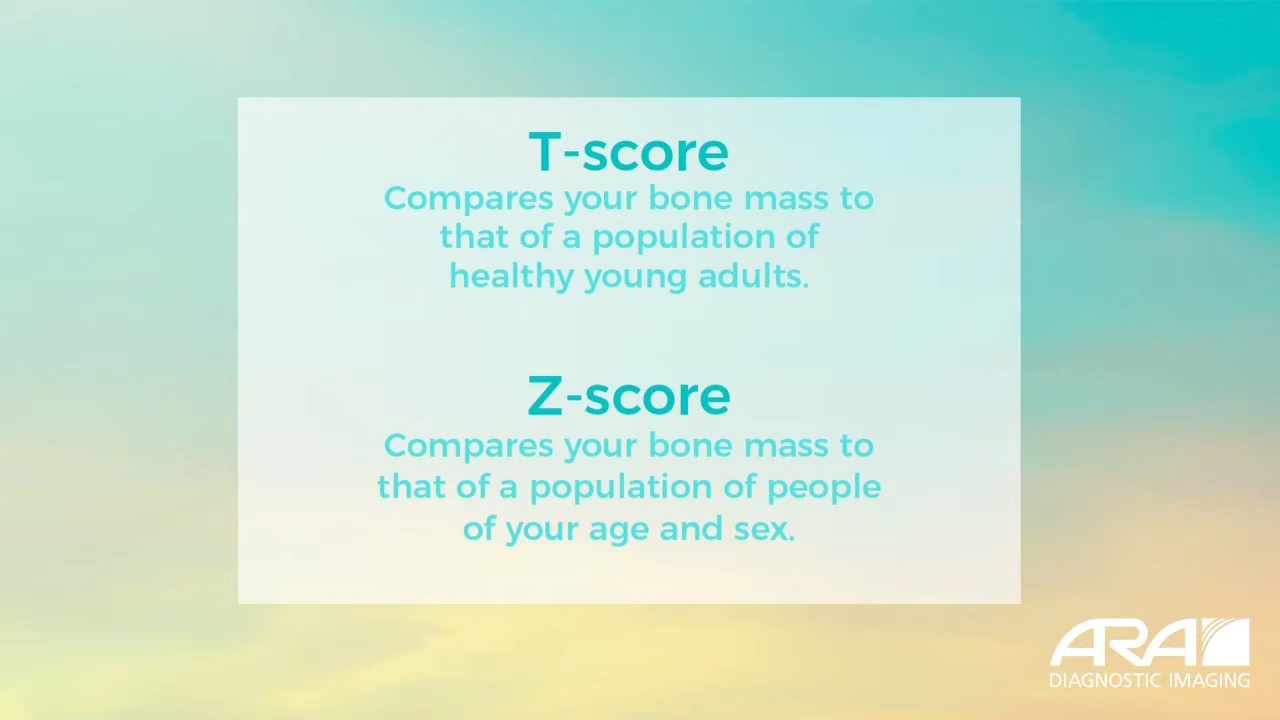 T-score
Compares your bone mass to
that of a population of
healthy young adults.
Z-score
Compares your bone mass to
that of a population of people
of your age and sex.
ARA
DIAGNOSTIC IMAGING